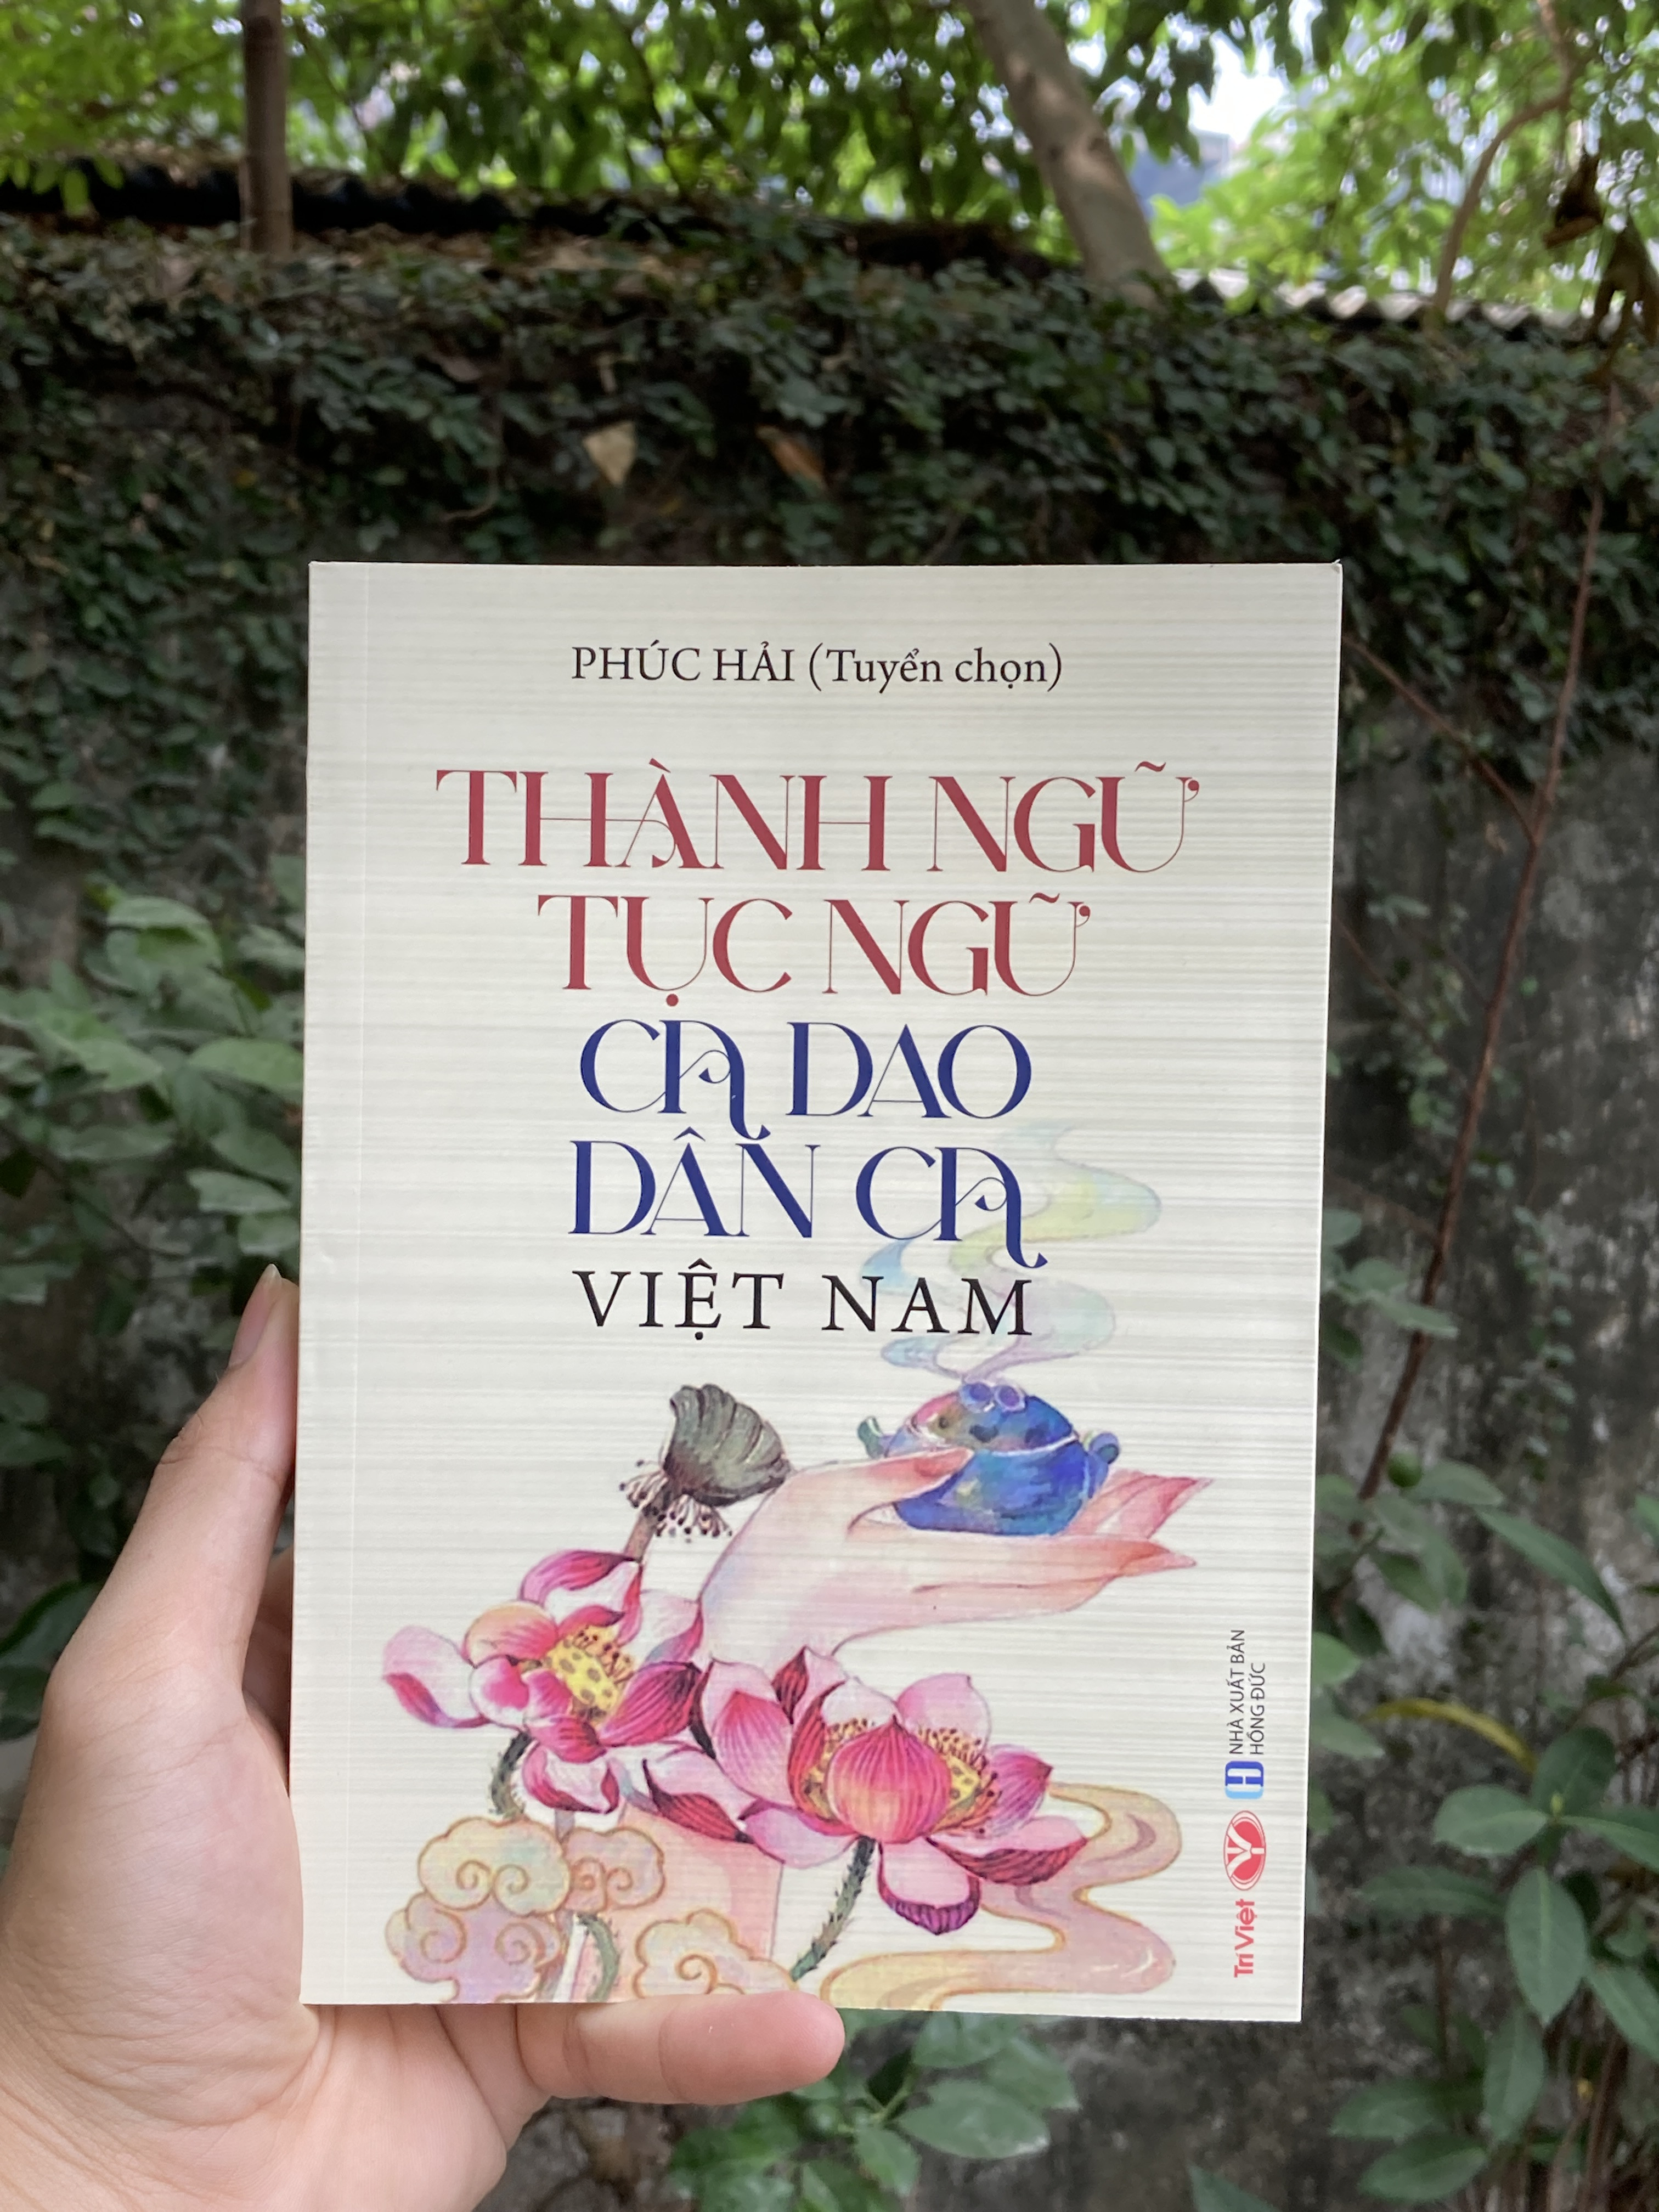 PHÚC HẢI (Tuyển chọn)
THÀNH NGỮ
TỤC NGỮ
CA DAO
DÂN CA
VIỆT NAM
NHÀ XUẤT BẢN
HỒNG ĐỨC
Trí Việt